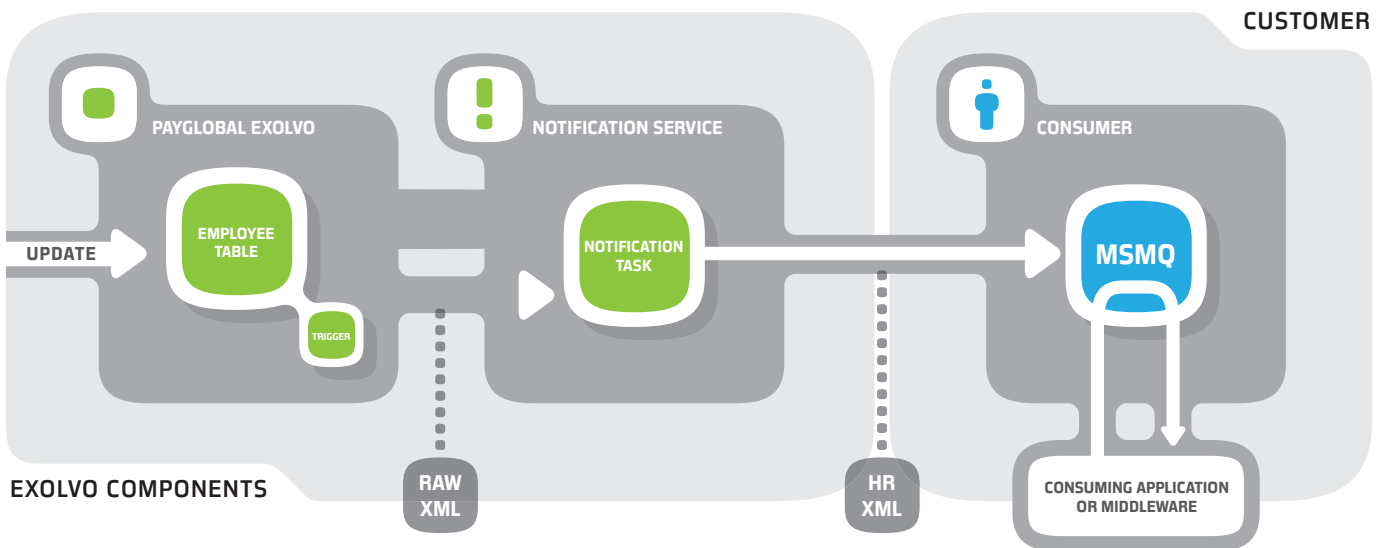 CUSTOMER
PAYGLOBAL EXOLVO
NOTIFICATION SERVICE
CONSUMER
UPDATE
EMPLOYEE
TABLE
TRIGGER
NOTIFICATION
TASK
MSMQ
EXOLVO COMPONENTS
RAW
XML
HR
XML
CONSUMING APPLICATION
OR MIDDLEWARE